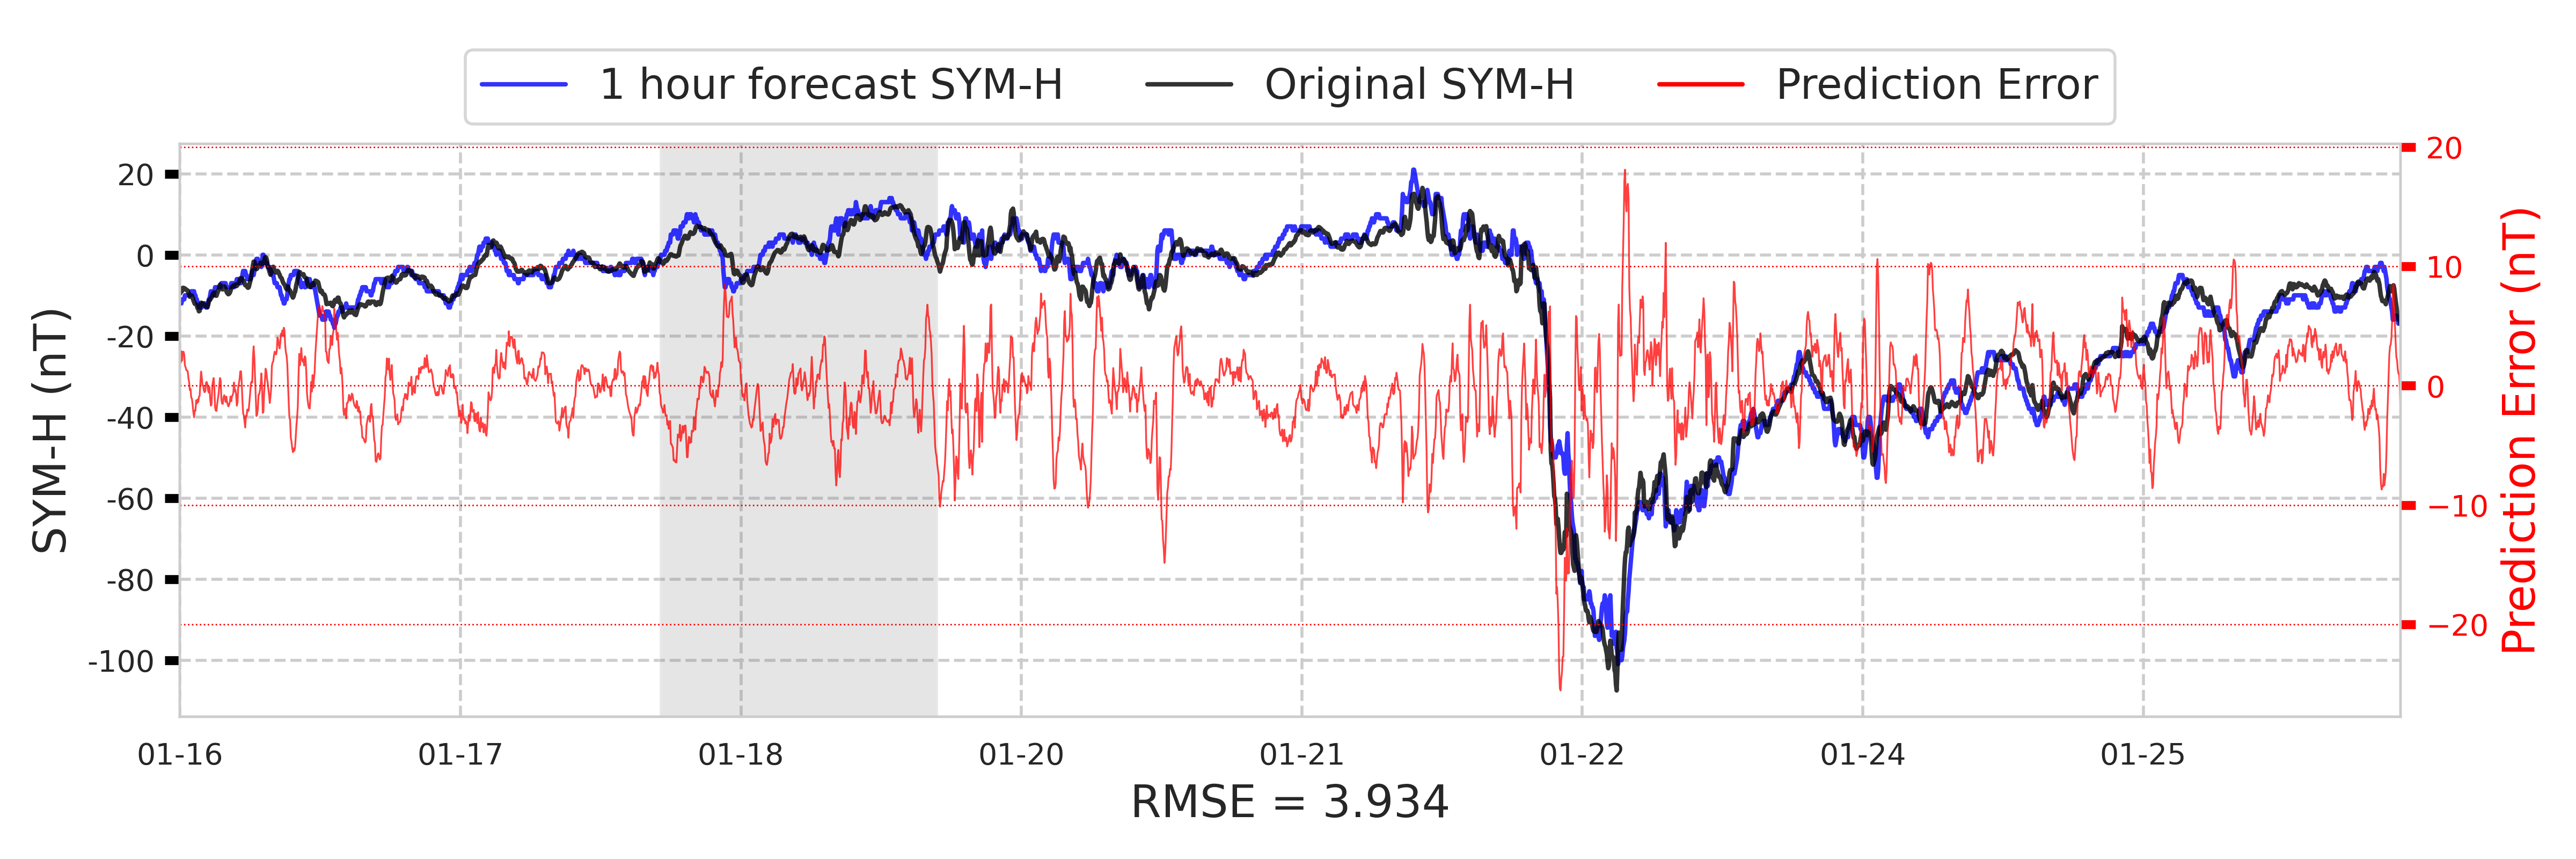 1 hour forecast SYM-H Original SYM-H Prediction Error
SYM-H (nT)
20
0
-20
-40
-60
-80
-100
20
10
0
−10
−20
Prediction Error (nT)
01-16 01-17 01-18 01-20 01-21 01-22 01-24 01-25
RMSE = 3.934